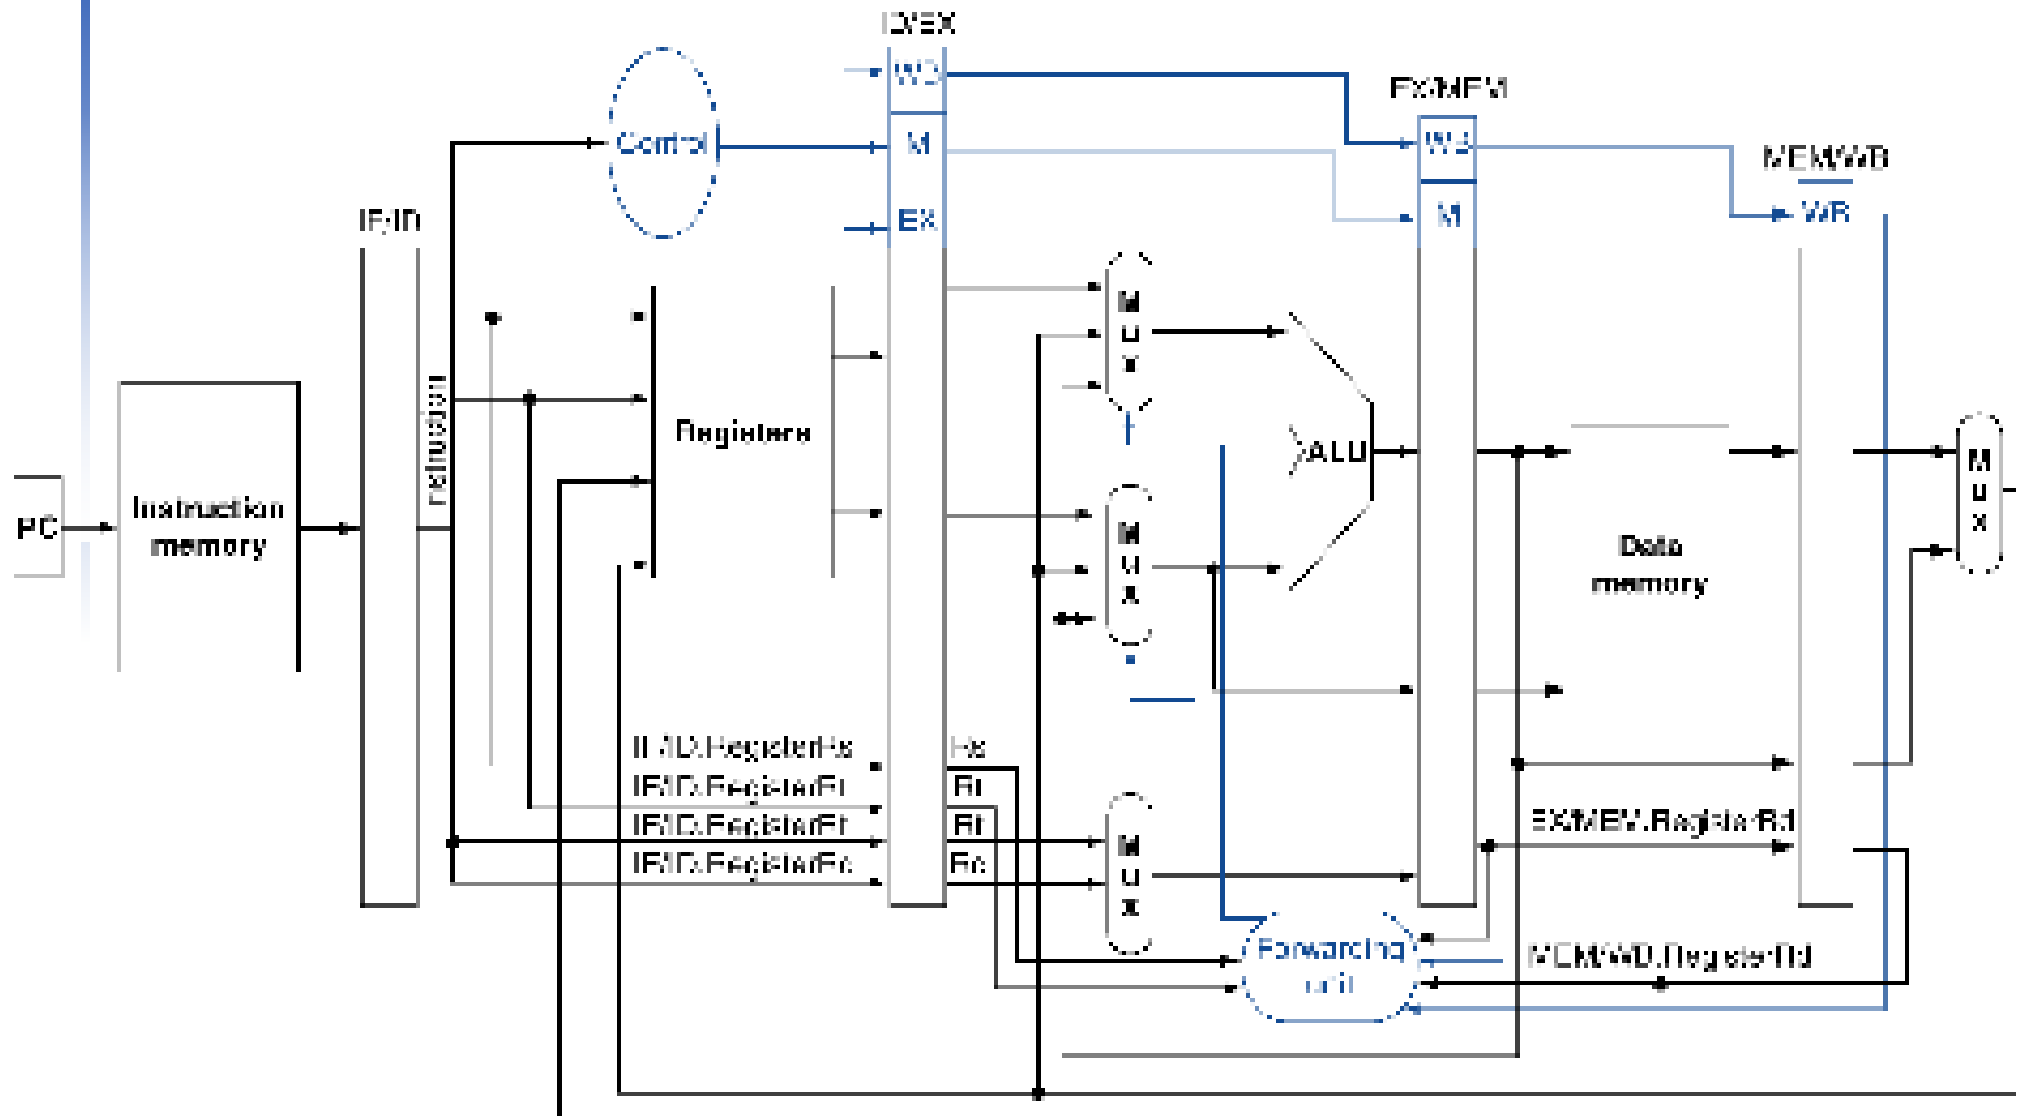 ID/EX
WB
EX/MEM
Control
M
WB
MEM/WB
IF/ID
EX
M
WB
M
u
x
Instruction
Registers
ALU
PC
Instruction
memory
M
u
x
M
u
x
Data
memory
IF/ID.RegisterRs
Rs
IF/ID.RegisterRt
Rt
IF/ID.RegisterRt
Rt
IF/ID.RegisterRd
Rd
M
u
x
EX/MEM.RegisterRd
Forwarding
unit
MEM/WB.RegisterRd